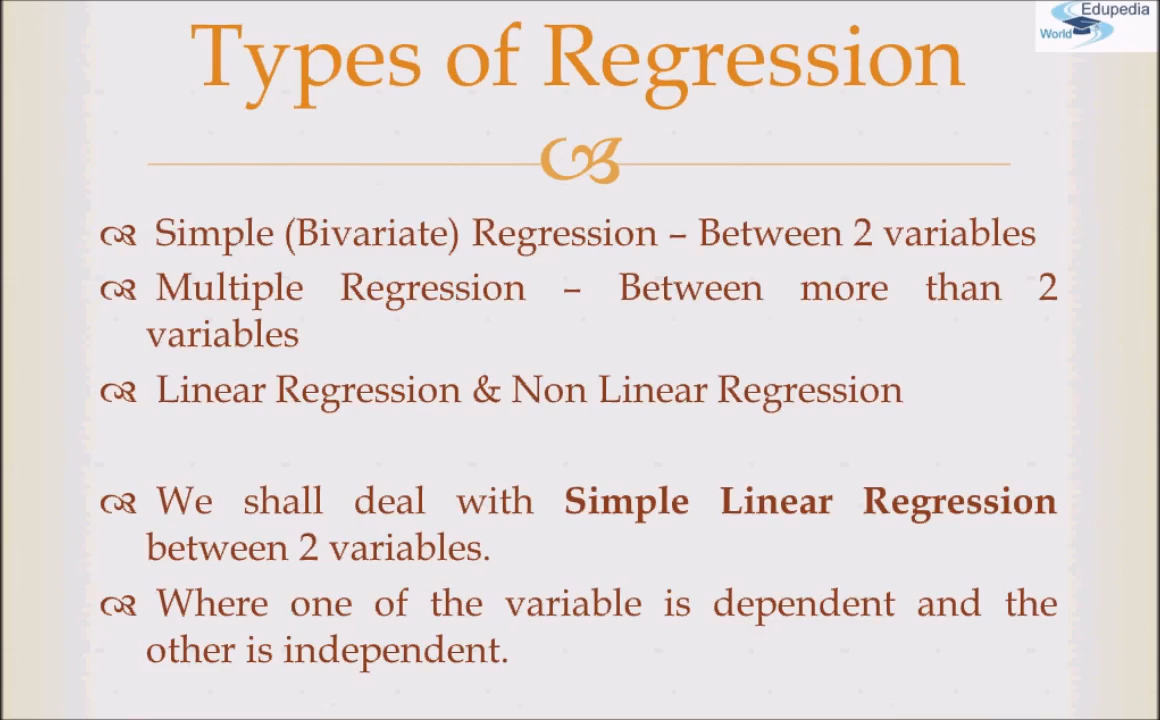 Edupedia
World
Types of Regression
Simple (Bivariate) Regression – Between 2 variables
Multiple Regression – Between more than 2
variables
Linear Regression & Non Linear Regression
We shall deal with Simple Linear Regression
between 2 variables.
Where one of the variable is dependent and the
other is independent.